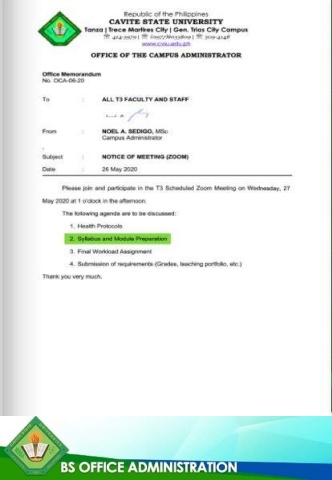 Republic of the Philippines
CAVITE STATE UNIVERSITY
Tanza | Trece Martires City | Gen. Trias City Campus
www.cvsu.edu.ph
OFFICE OF THE CAMPUS ADMINISTRATOR
Office Memorandum
No. OCA-06-20
To : ALL T3 FACULTY AND STAFF
From : NOEL A. SEDIGO, MSc
Campus Administrator
Subject : NOTICE OF MEETING (ZOOM)
Date : 26 May 2020
Please join and participate in the T3 Scheduled Zoom Meeting on Wednesday, 27
May 2020 at 1 o'clock in the afternoon.
The following agenda are to be discussed:
1. Health Protocols
2. Syllabus and Module Preparation
3. Final Workload Assignment
4. Submission of requirements (Grades, teaching portfolio, etc.)
Thank you very much.
BS OFFICE ADMINISTRATION